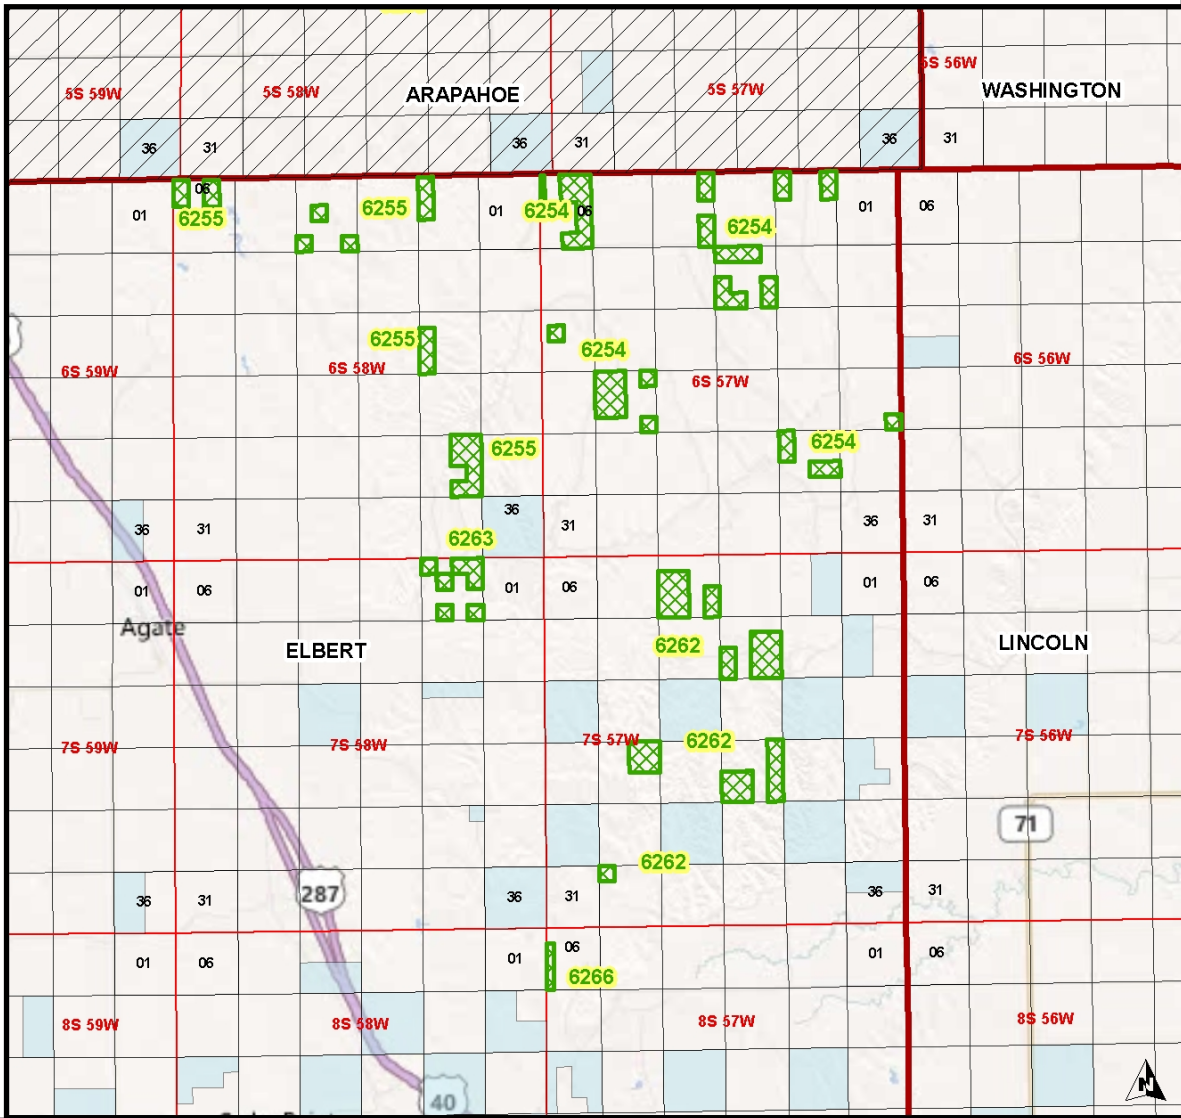 5S 56W
WASHINGTON
5S 59W
5S 58W
ARAPAHOE
5S 57W
36
31
36
31
36
31
01
06
6255
6255
01
6254
06
6254
01
06
6255
6S 59W
6S 58W
6254
6S 57W
6S 56W
6255
6254
36
31
36
31
36
31
6263
01
06
01
06
01
06
Agate
ELBERT
6262
LINCOLN
7S 59W
7S 58W
7S 57W
6262
7S 56W
71
6262
287
36
31
36
31
36
31
01
06
01
06
01
06
6266
8S 59W
8S 58W
8S 57W
8S 56W
40
N